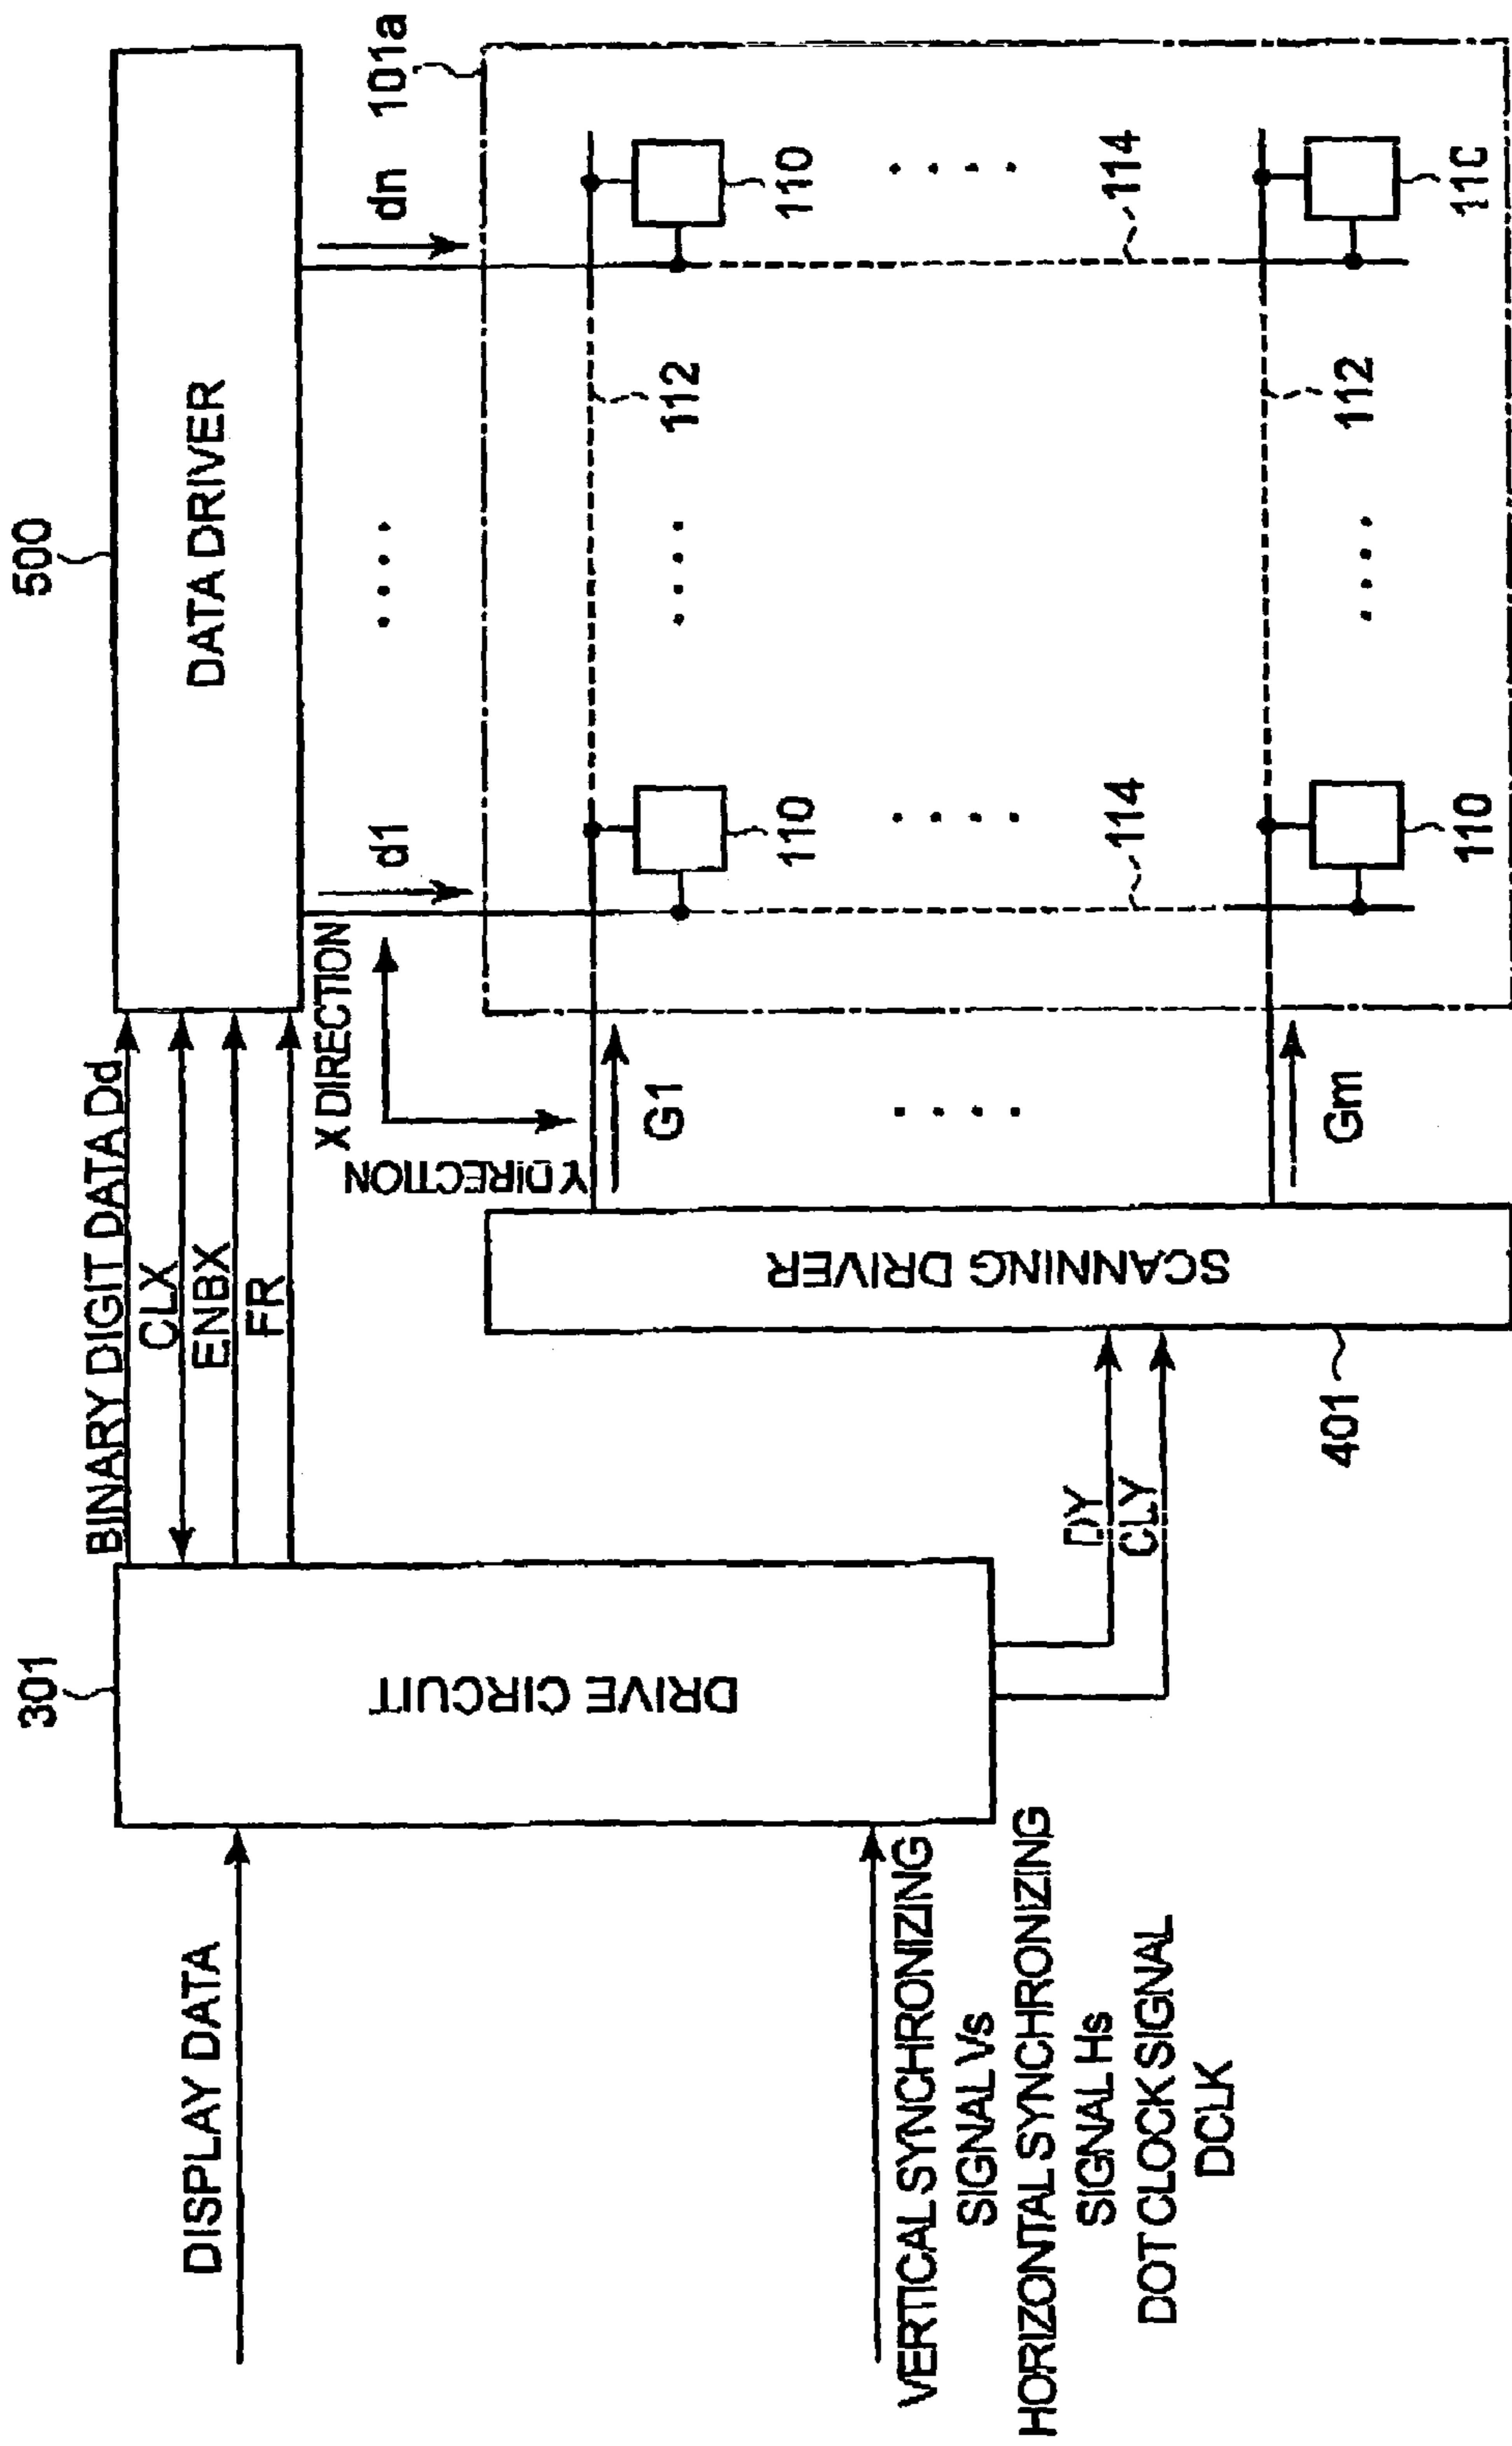 500
DATA DRIVER
301
DRIVE CIRCUIT
DISPLAY DATA
VERTICAL SYNCHRONIZING
SIGNAL Vs
HORIZONTAL SYNCHRONIZING
SIGNAL Hs
DOT CLOCK SIGNAL
DCLK
BINARY DIGIT DATA Dd
CLX
ENBX
FR
X DIRECTION
Y DIRECTION
d1
dn
101a
DY
CLY
SCANNING DRIVER
401
G1
Gm
110
110
112
114
114
110
110
112